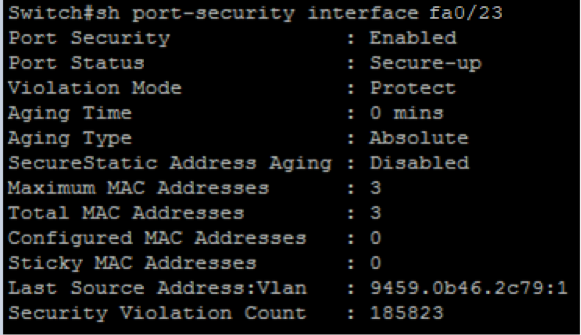 Switch#sh port-security interface fa0/23
Port Security : Enabled
Port Status : Secure-up
Violation Mode : Protect
Aging Time : 0 mins
Aging Type : Absolute
SecureStatic Address Aging : Disabled
Maximum MAC Addresses : 3
Total MAC Addresses : 3
Configured MAC Addresses : 0
Sticky MAC Addresses : 0
Last Source Address:Vlan : 9459.0b46.2c79:1
Security Violation Count : 185823